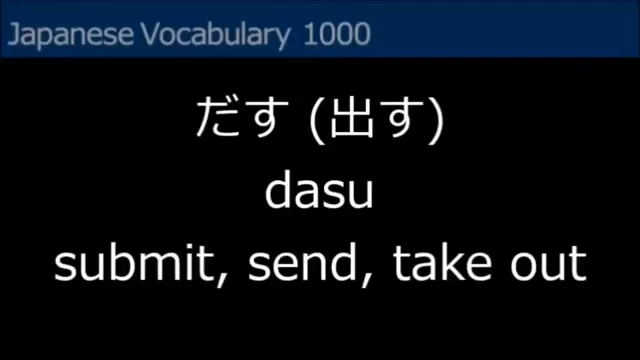 Japanese Vocabulary 1000
だす (出す)
dasu
submit, send, take out